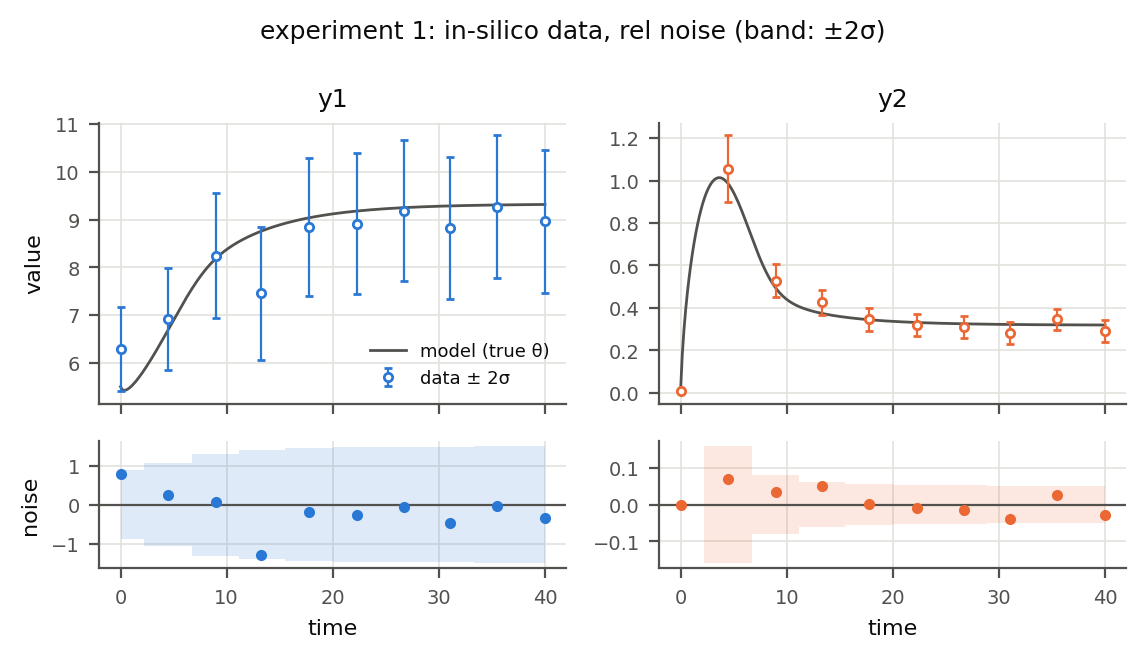 experiment 1: in-silico data, rel noise (band: ±2σ)
y1
y2
value
11
10
9
8
7
6
model (true θ)
data ± 2σ
1.2
1.0
0.8
0.6
0.4
0.2
0.0
noise
1
0
−1
0.1
0.0
−0.1
0 10 20 30 40
0 10 20 30 40
time
time